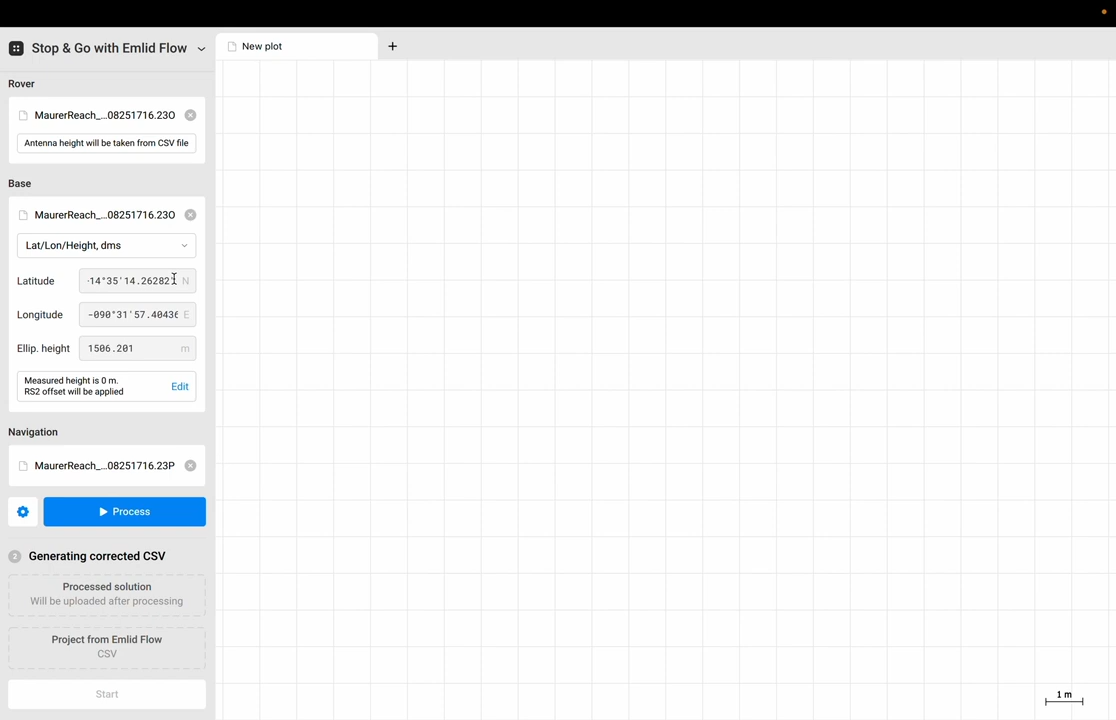 Stop & Go with Emlid Flow
New plot
Rover
MaurerReach_...08251716.23O
Antenna height will be taken from CSV file
Base
MaurerReach_...08251716.23O
Lat/Lon/Height, dms
Latitude
14°35'14.26282 N
Longitude
-090°31'57.40436 E
Ellip. height
1506.201 m
Measured height is 0 m.
RS2 offset will be applied
Edit
Navigation
MaurerReach_...08251716.23P
Process
2 Generating corrected CSV
Processed solution
Will be uploaded after processing
Project from Emlid Flow
CSV
Start
1 m